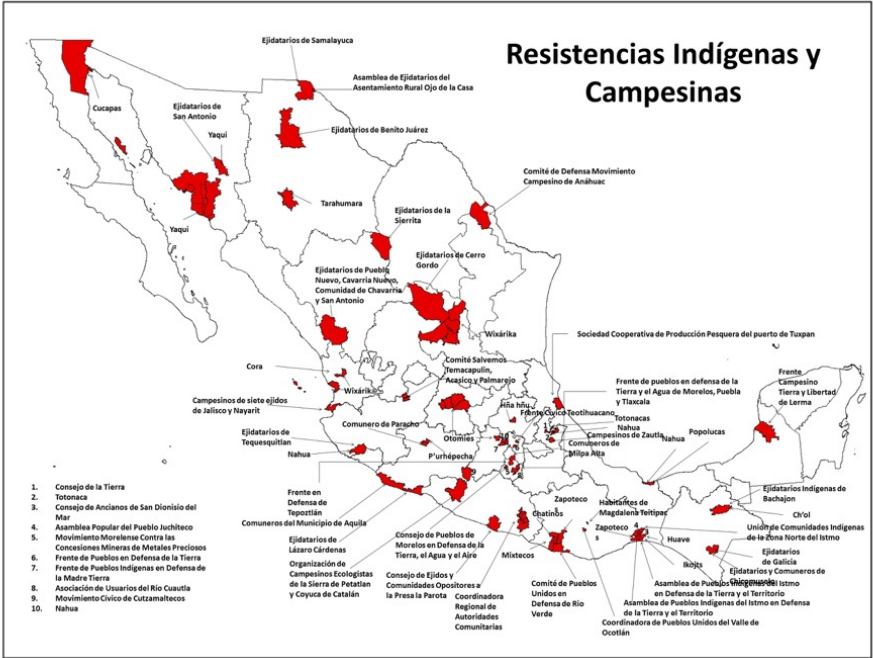 Resistencias Indígenas y
Campesinas
Ejidatarios de Samalayuca
Asamblea de Ejidatarios del
Asentamiento Rural Ojo de la Casa
Cucapas
Ejidatarios de
San Antonio
Yaqui
Ejidatarios de Benito Juárez
Comité de Defensa Movimiento
Campesino de Anáhuac
Tarahumara
Ejidatarios de la
Sierrita
Yaqui
Ejidatarios de Cerro
Gordo
Ejidatarios de Pueblo
Nuevo, Cavarria Nuevo,
Comunidad de Chavarria
y San Antonio
Wixárika
Sociedad Cooperativa de Producción Pesquera del puerto de Tuxpan
Cora
Comité Salvemos
Temacapulín,
Acasico y Palmarejo
Wixárika
Frente
Campesino
Tierra y Libertad
de Lerma
Frente de pueblos en defensa de la
Tierra y el Agua de Morelos, Puebla
y Tlaxcala
Campesinos de siete ejidos
de Jalisco y Nayarit
Hña hñu
Frente Cívico Teotihuacano
Totonacas
Nahua
Comunero de Paracho
Ejidatarios de
Tequesquitlan
Otomíes
Campesinos de Zautla
Nahua
Popolucas
Comuneros de
Milpa Alta
Nahua
P'urhépecha
1. Consejo de la Tierra
2. Totonaca
3. Consejo de Ancianos de San Dionisio del
Mar
4. Asamblea Popular del Pueblo Juchiteco
5. Movimiento Morelense Contra las
Concesiones Mineras de Metales Preciosos
6. Frente de Pueblos en Defensa de la Tierra
7. Frente de Pueblos Indígenas en Defensa de
la Madre Tierra
8. Asociación de Usuarios del Río Cuautla
9. Movimiento Cívico de Cutzamaltecos
10. Nahua
Frente en
Defensa de
Tepoztlán
Comuneros del Municipio de Aquila
Ejidatarios de
Lázaro Cárdenas
Organización de
Campesinos Ecologistas
de la Sierra de Petatlan
y Coyuca de Catalán
Consejo de Pueblos de
Morelos en Defensa de la
Tierra, el Agua y el Aire
Consejo de Ejidos y
Comunidades Opositores a
la Presa la Parota
Coordinadora
Regional de
Autoridades
Comunitarias
Zapoteco
s
Chatinos
Mixtecos
Habitantes de
Magdalena Teitipac
Zapoteco
s
Comité de Pueblos
Unidos en
Defensa de Rio
Verde
Huave
Ikojts
Ejidatarios Indígenas de
Bachajon
Ch'ol
Unión de Comunidades Indígenas
de la Zona Norte del Istmo
Ejidatarios
de Galicia
Ejidatarios y Comuneros de
Chicomuselo
Asamblea de Pueblos Indígenas del Istmo
en Defensa de la Tierra y el Territorio
Asamblea de Pueblos Indígenas del Istmo en Defensa
de la Tierra y el Territorio
Coordinadora de Pueblos Unidos del Valle de
Ocotlán